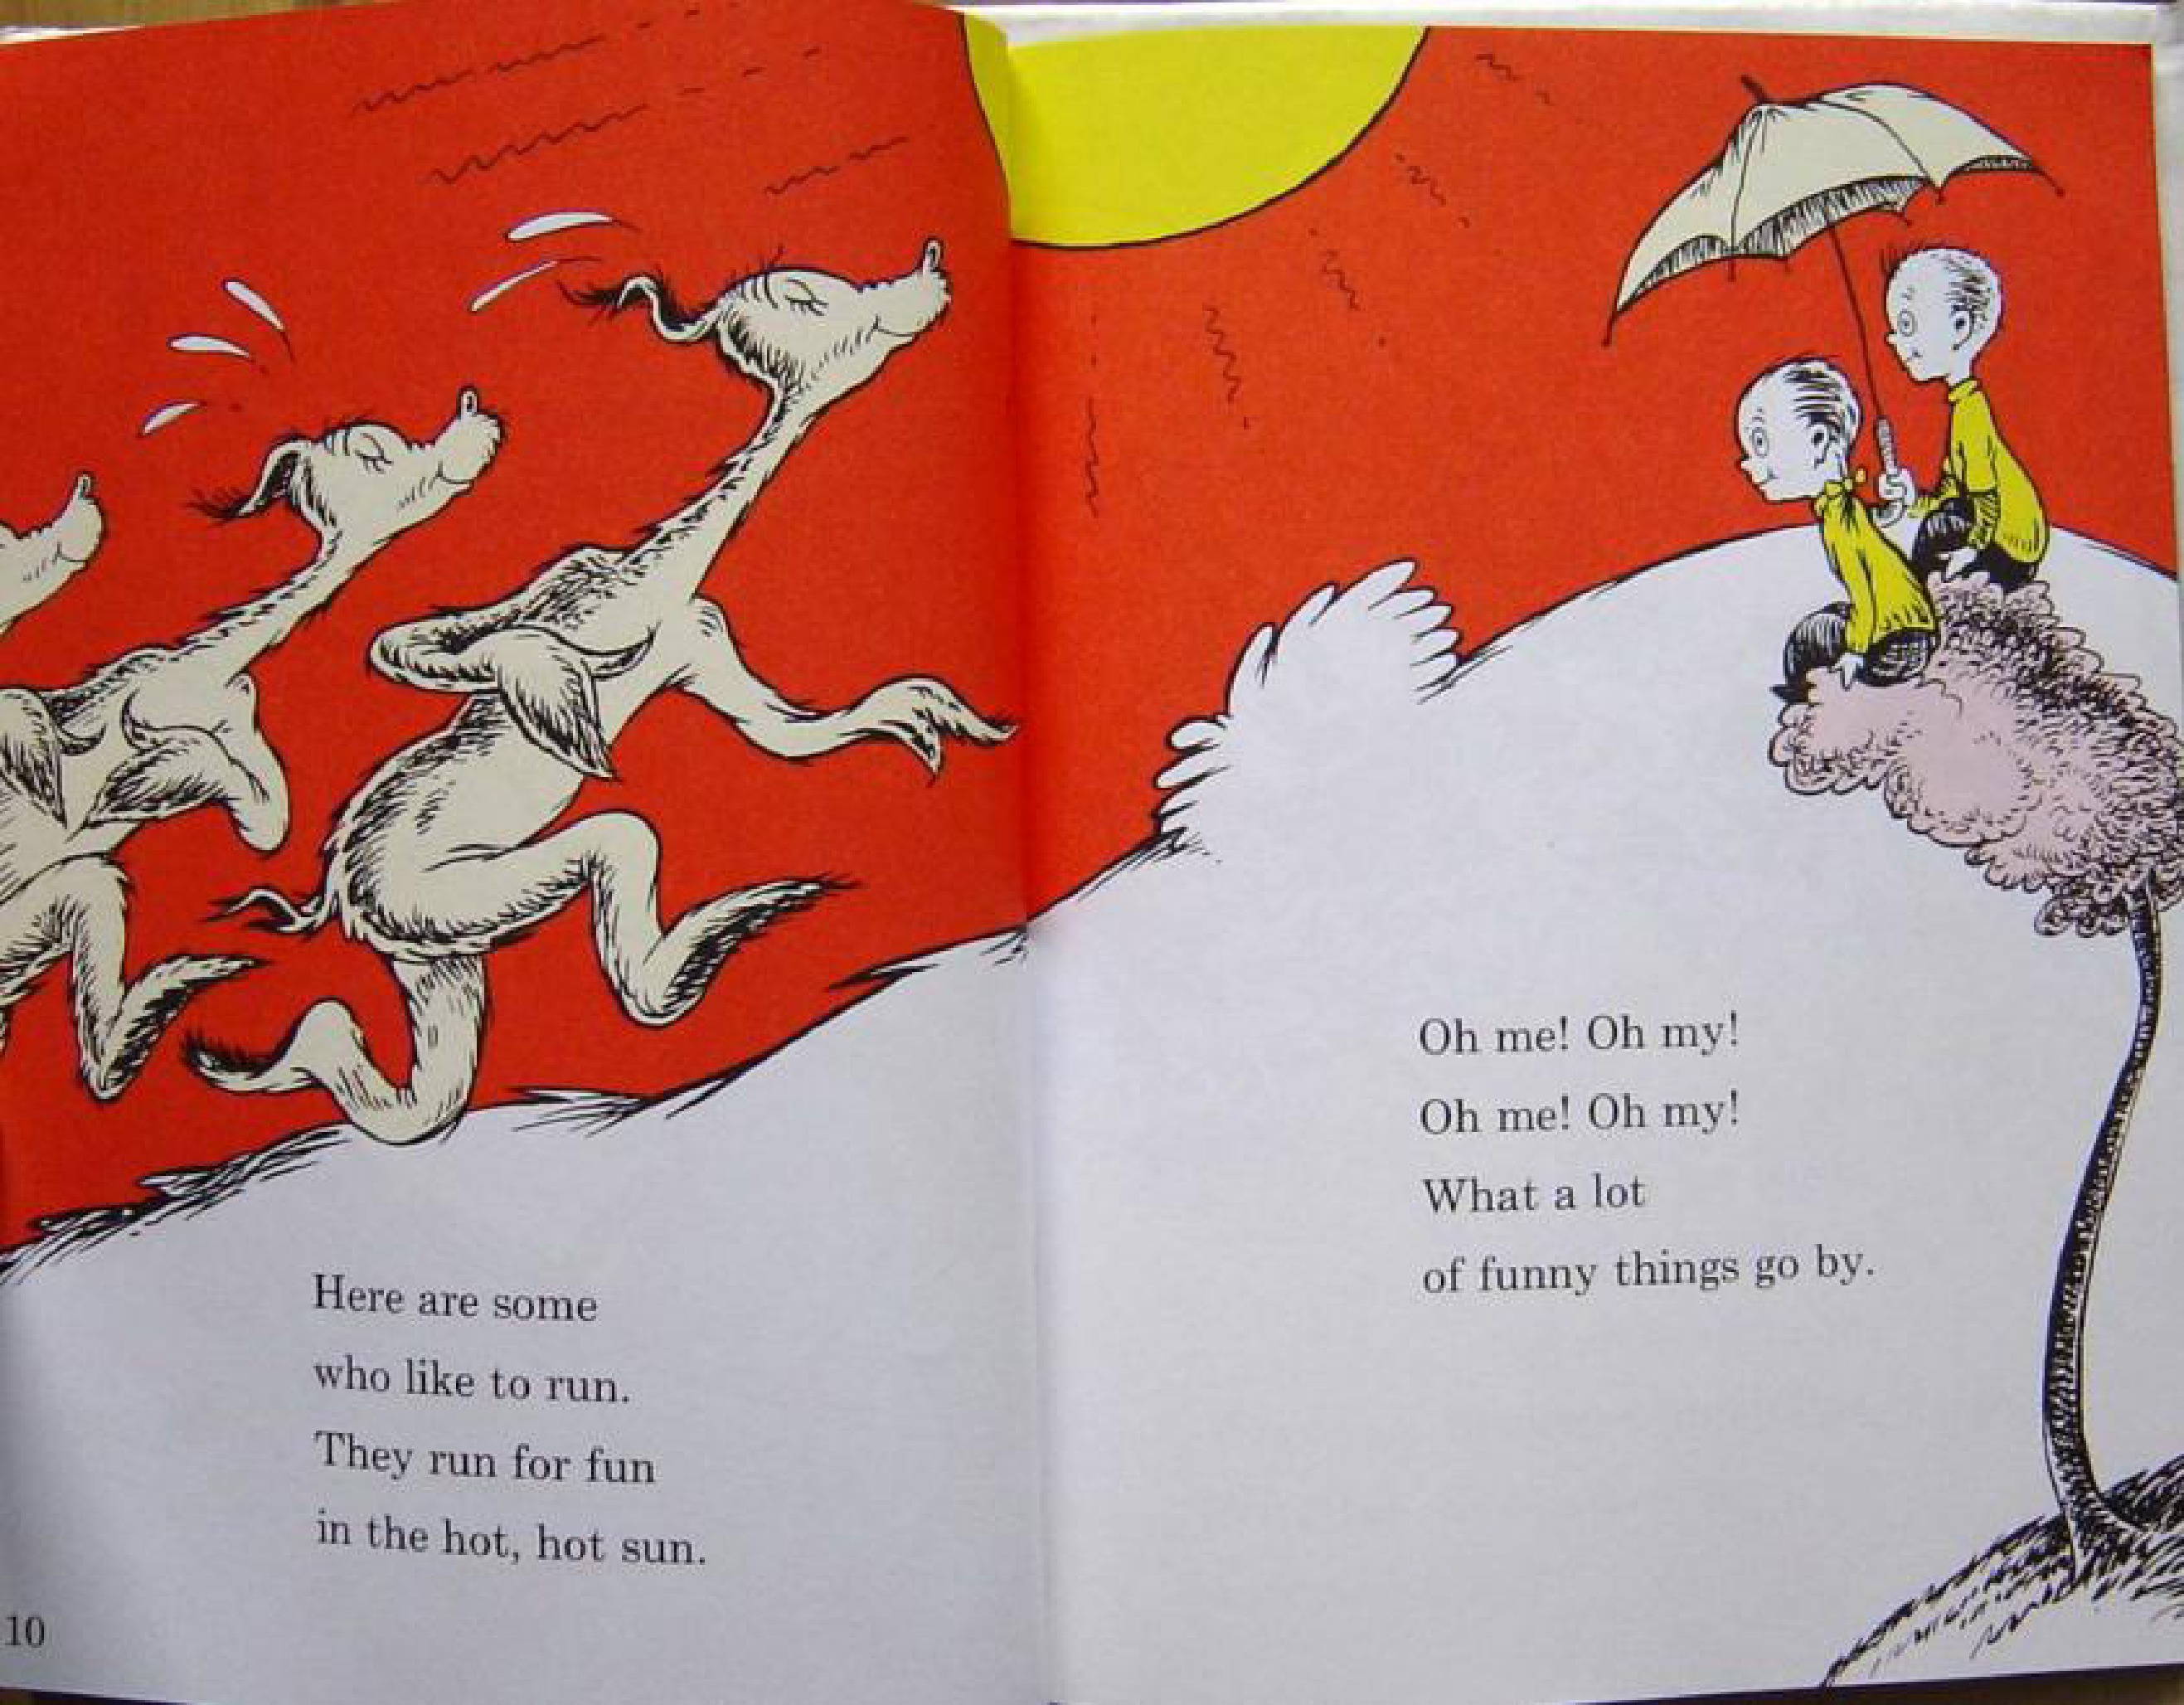 Here are some
who like to run.
They run for fun
in the hot, hot sun.
10
Oh me! Oh my!
Oh me! Oh my!
What a lot
of funny things go by.